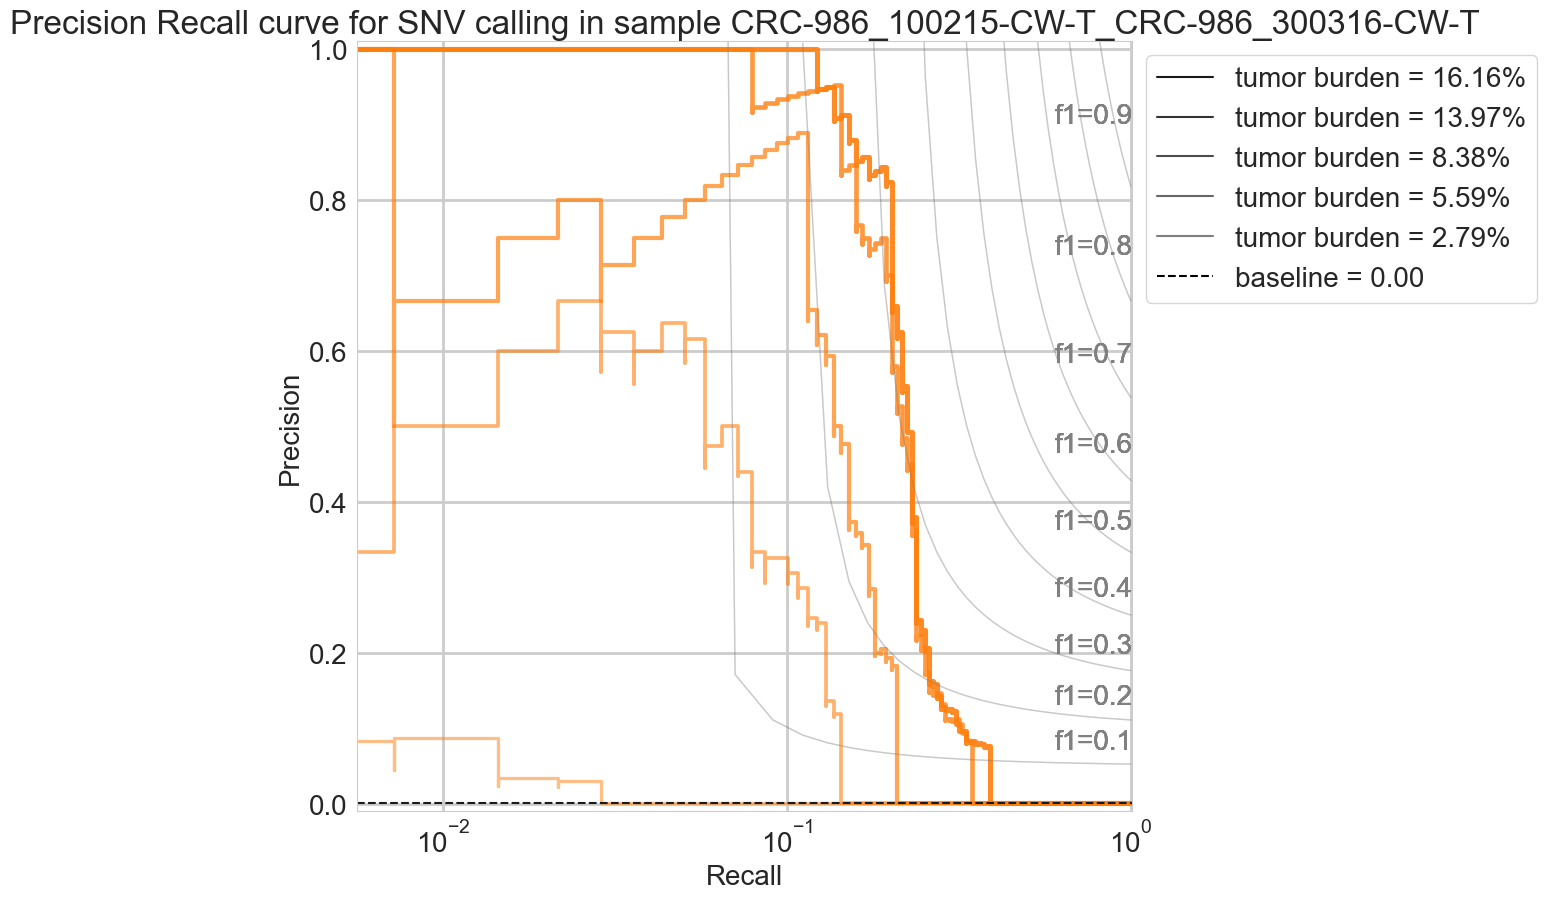 Precision Recall curve for SNV calling in sample CRC-986_100215-CW-T_CRC-986_300316-CW-T
1.0
0.8
0.6
0.4
0.2
0.0
Precision
10⁻²
10⁻¹
10⁰
Recall
f1=0.9
f1=0.8
f1=0.7
f1=0.6
f1=0.5
f1=0.4
f1=0.3
f1=0.2
f1=0.1
tumor burden = 16.16%
tumor burden = 13.97%
tumor burden = 8.38%
tumor burden = 5.59%
tumor burden = 2.79%
baseline = 0.00